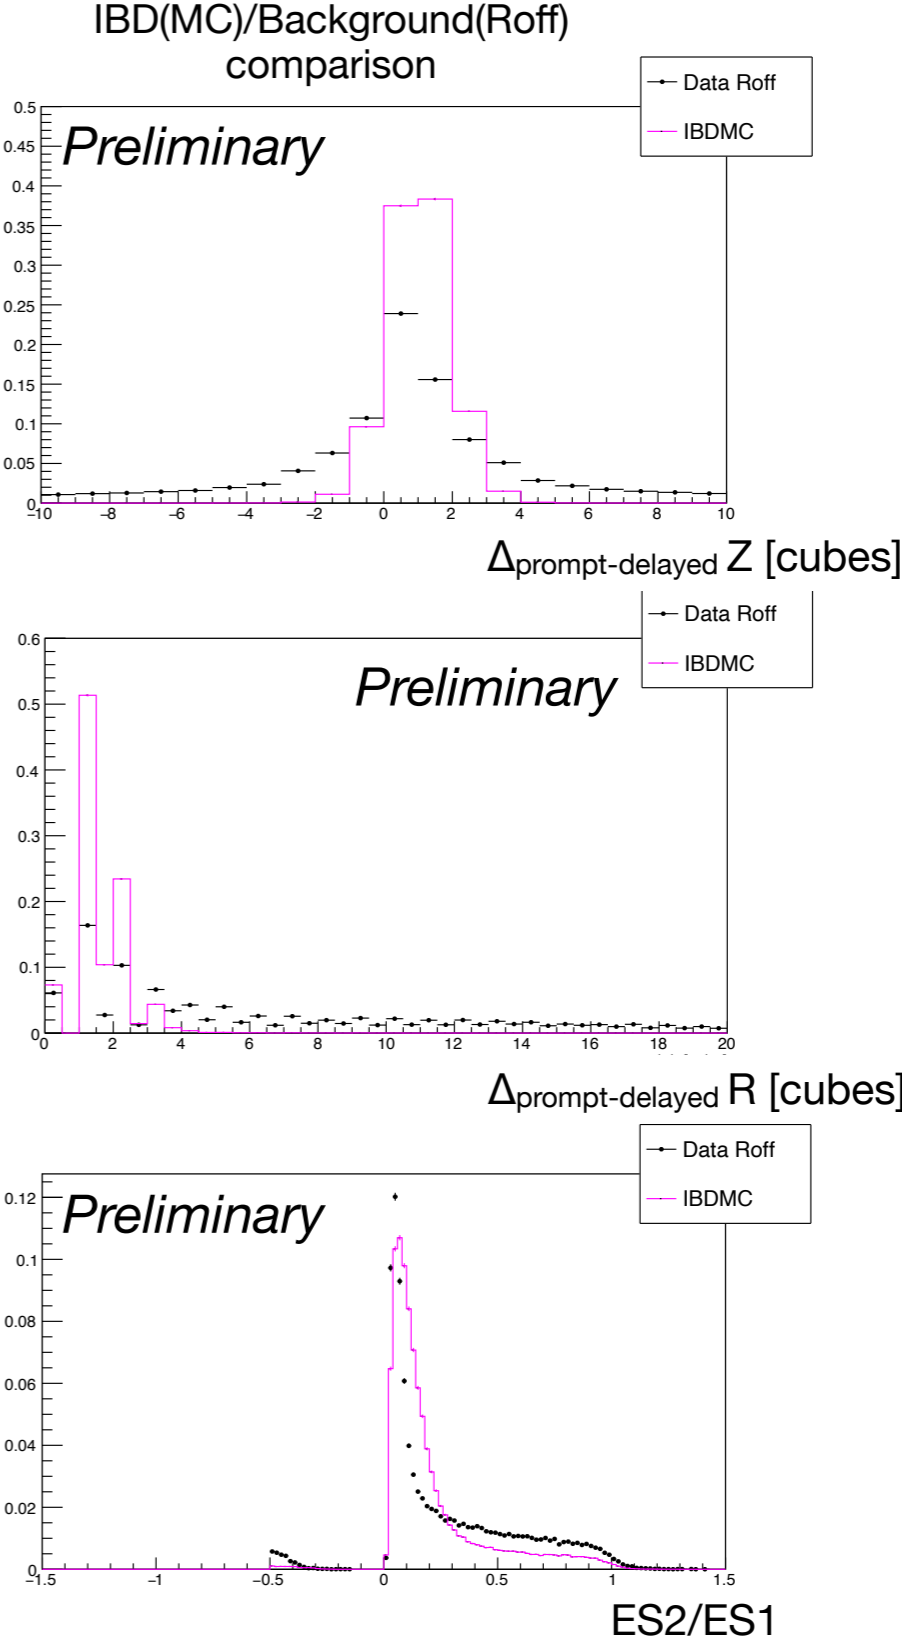 IBD(MC)/Background(Roff)
comparison
Data Roff
IBDMC
Preliminary
0.5
0.45
0.4
0.35
0.3
0.25
0.2
0.15
0.1
0.05
0
−10 −8 −6 −4 −2 0 2 4 6 8 10
Δprompt-delayed Z [cubes]
Data Roff
IBDMC
Preliminary
0.6
0.5
0.4
0.3
0.2
0.1
0
0 2 4 6 8 10 12 14 16 18 20
Δprompt-delayed R [cubes]
Data Roff
IBDMC
Preliminary
0.12
0.1
0.08
0.06
0.04
0.02
0
−1.5 −1 −0.5 0 0.5 1 1.5
ES2/ES1